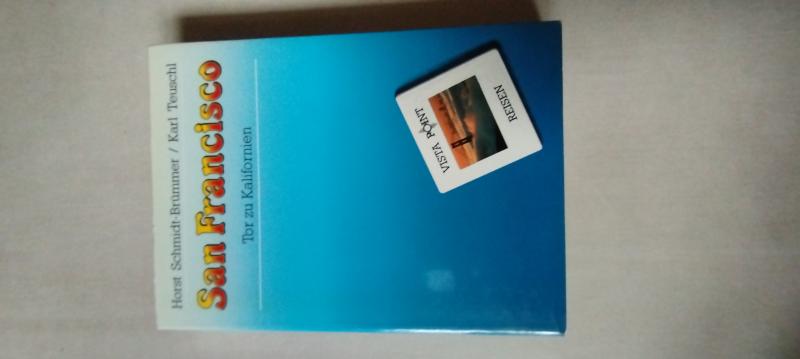 Horst Schmidt-Brümmer / Karl Teuschl
San Francisco
Tor zu Kalifornien
VISTA POINT
REISEN